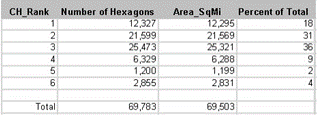 CH_Rank Number of Hexagons Area_SqMi Percent of Total
1 12,327 12,295 18
2 21,599 21,569 31
3 25,473 25,321 36
4 6,329 6,288 9
5 1,200 1,199 2
6 2,855 2,831 4
Total 69,783 69,503